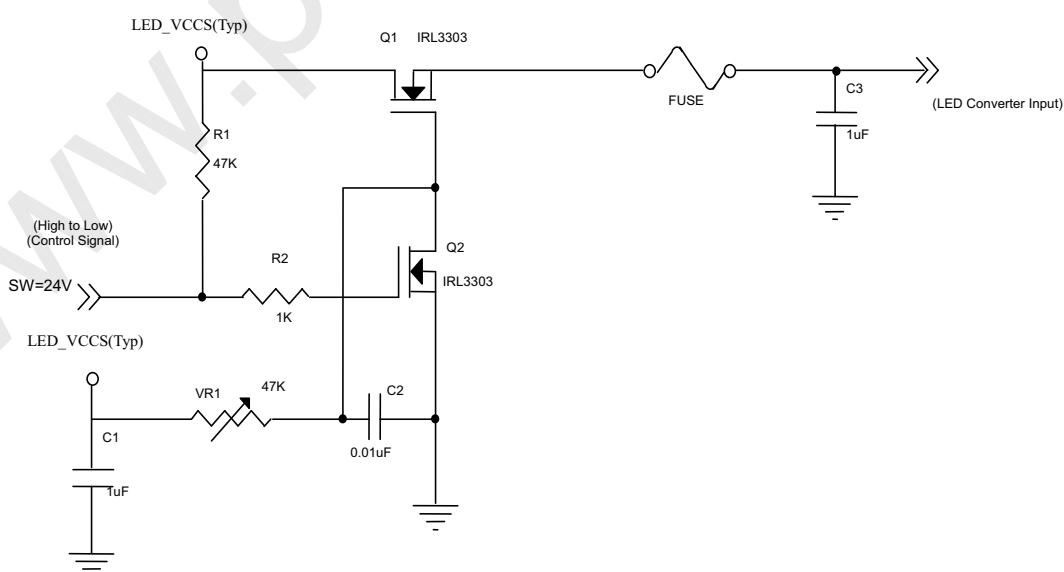 LED_VCCS(Typ)
Q1 IRL3303
R1
47K
FUSE
C3
1uF
(LED Converter Input)
(High to Low)
(Control Signal)
SW=24V
R2
1K
Q2
IRL3303
LED_VCCS(Typ)
VR1
47K
C2
0.01uF
C1
1uF
www.p